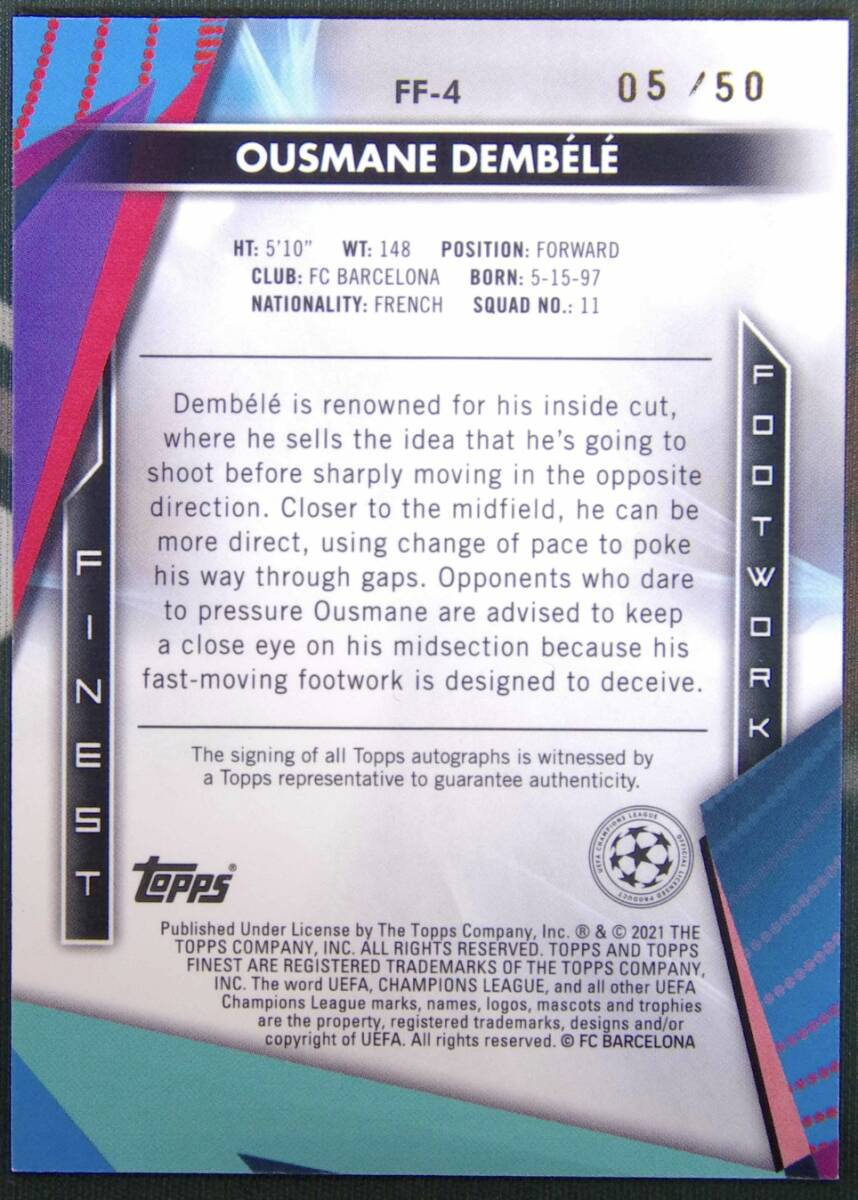 FF-4 05/50
OUSMANE DEMBÉLÉ
HT: 5'10" WT: 148 POSITION: FORWARD
CLUB: FC BARCELONA BORN: 5-15-97
NATIONALITY: FRENCH SQUAD NO.: 11
Dembélé is renowned for his inside cut,
where he sells the idea that he's going to
shoot before sharply moving in the opposite
direction. Closer to the midfield, he can be
more direct, using change of pace to poke
his way through gaps. Opponents who dare
to pressure Ousmane are advised to keep
a close eye on his midsection because his
fast-moving footwork is designed to deceive.
FINEST
FOOTWORK
The signing of all Topps autographs is witnessed by
a Topps representative to guarantee authenticity.
topps®
UEFA CHAMPIONS LEAGUE
OFFICIAL LICENSED PRODUCT
Published Under License by The Topps Company, Inc. ® & © 2021 THE
TOPPS COMPANY, INC. ALL RIGHTS RESERVED. TOPPS AND TOPPS
FINEST ARE REGISTERED TRADEMARKS OF THE TOPPS COMPANY,
INC. The word UEFA, CHAMPIONS LEAGUE, and all other UEFA
Champions League marks, names, logos, mascots and trophies
are the property, registered trademarks, designs and/or
copyright of UEFA. All rights reserved. © FC BARCELONA